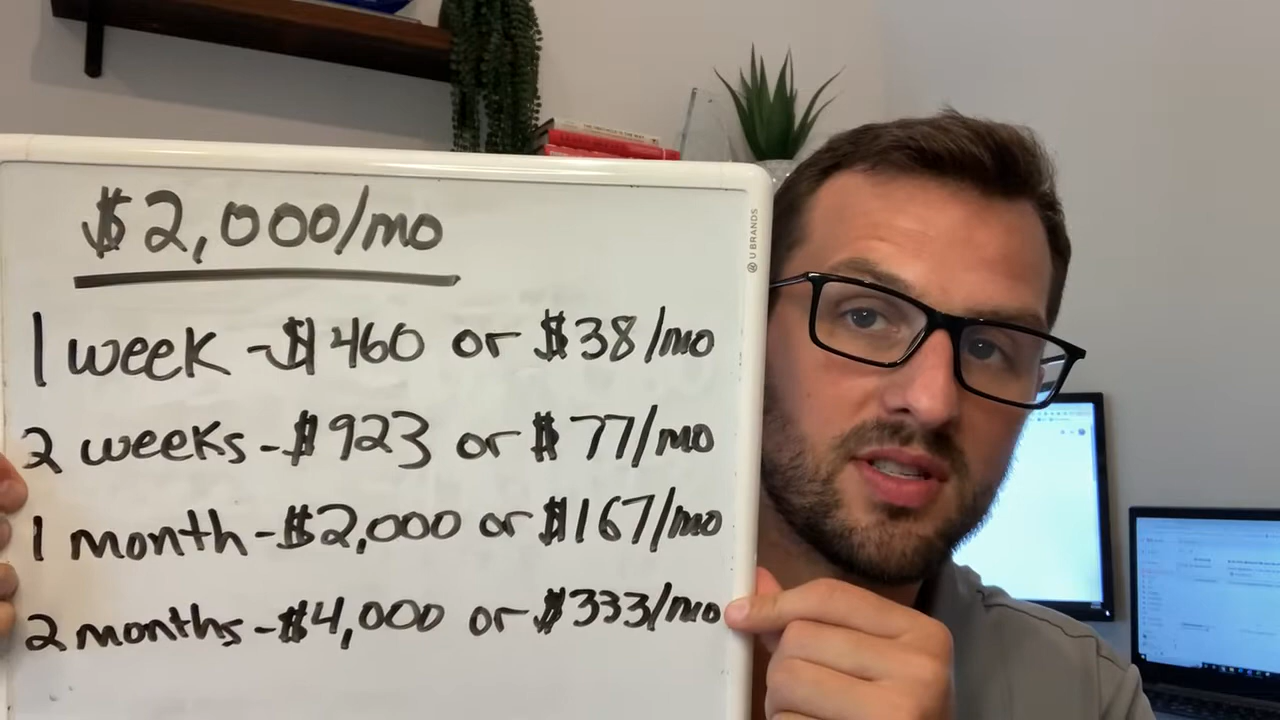 $2,000/mo
1 week - $460 or $38/mo
2 weeks - $923 or $77/mo
1 month - $2,000 or $167/mo
2 months - $4,000 or $333/mo
U BRANDS